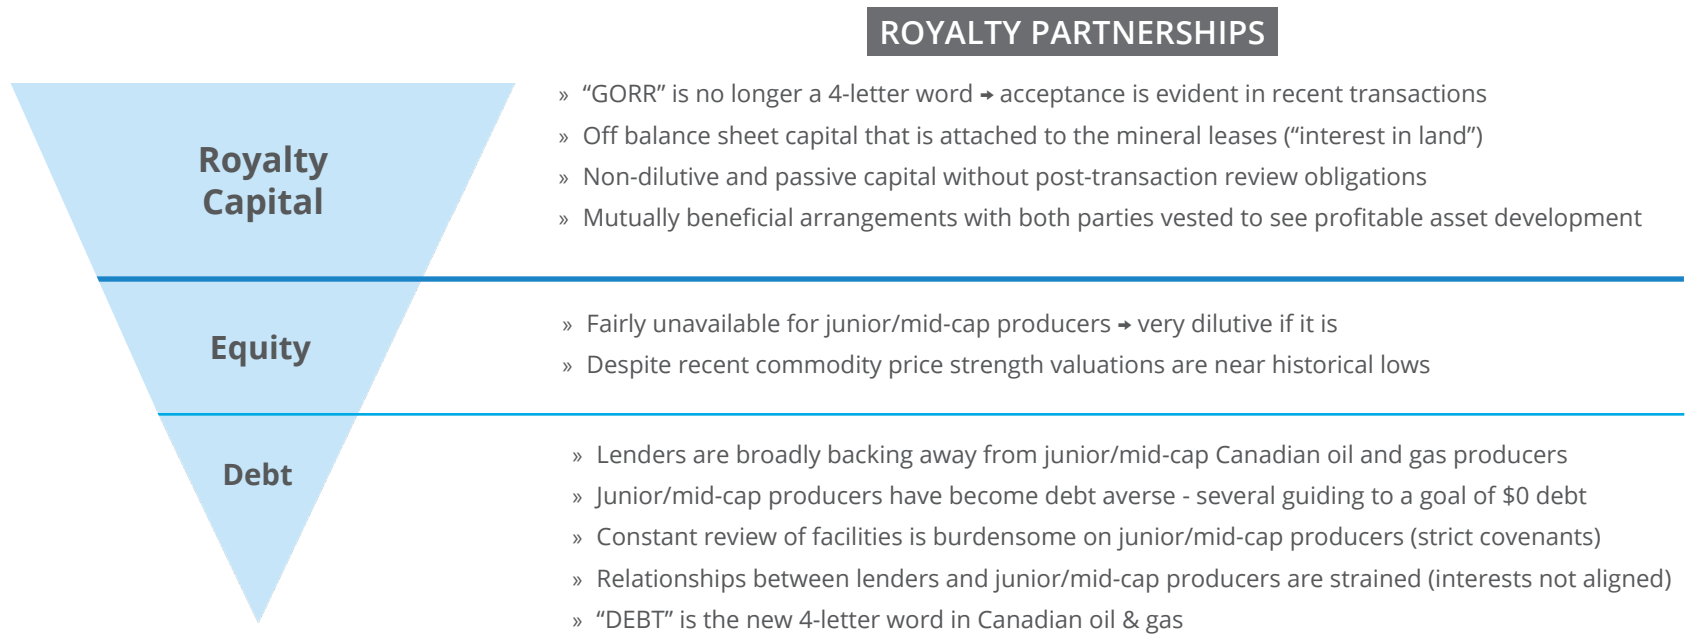 ROYALTY PARTNERSHIPS
Royalty
Capital
» “GORR” is no longer a 4-letter word → acceptance is evident in recent transactions
» Off balance sheet capital that is attached to the mineral leases (“interest in land”)
» Non-dilutive and passive capital without post-transaction review obligations
» Mutually beneficial arrangements with both parties vested to see profitable asset development
Equity
» Fairly unavailable for junior/mid-cap producers → very dilutive if it is
» Despite recent commodity price strength valuations are near historical lows
Debt
» Lenders are broadly backing away from junior/mid-cap Canadian oil and gas producers
» Junior/mid-cap producers have become debt averse - several guiding to a goal of $0 debt
» Constant review of facilities is burdensome on junior/mid-cap producers (strict covenants)
» Relationships between lenders and junior/mid-cap producers are strained (interests not aligned)
» “DEBT” is the new 4-letter word in Canadian oil & gas